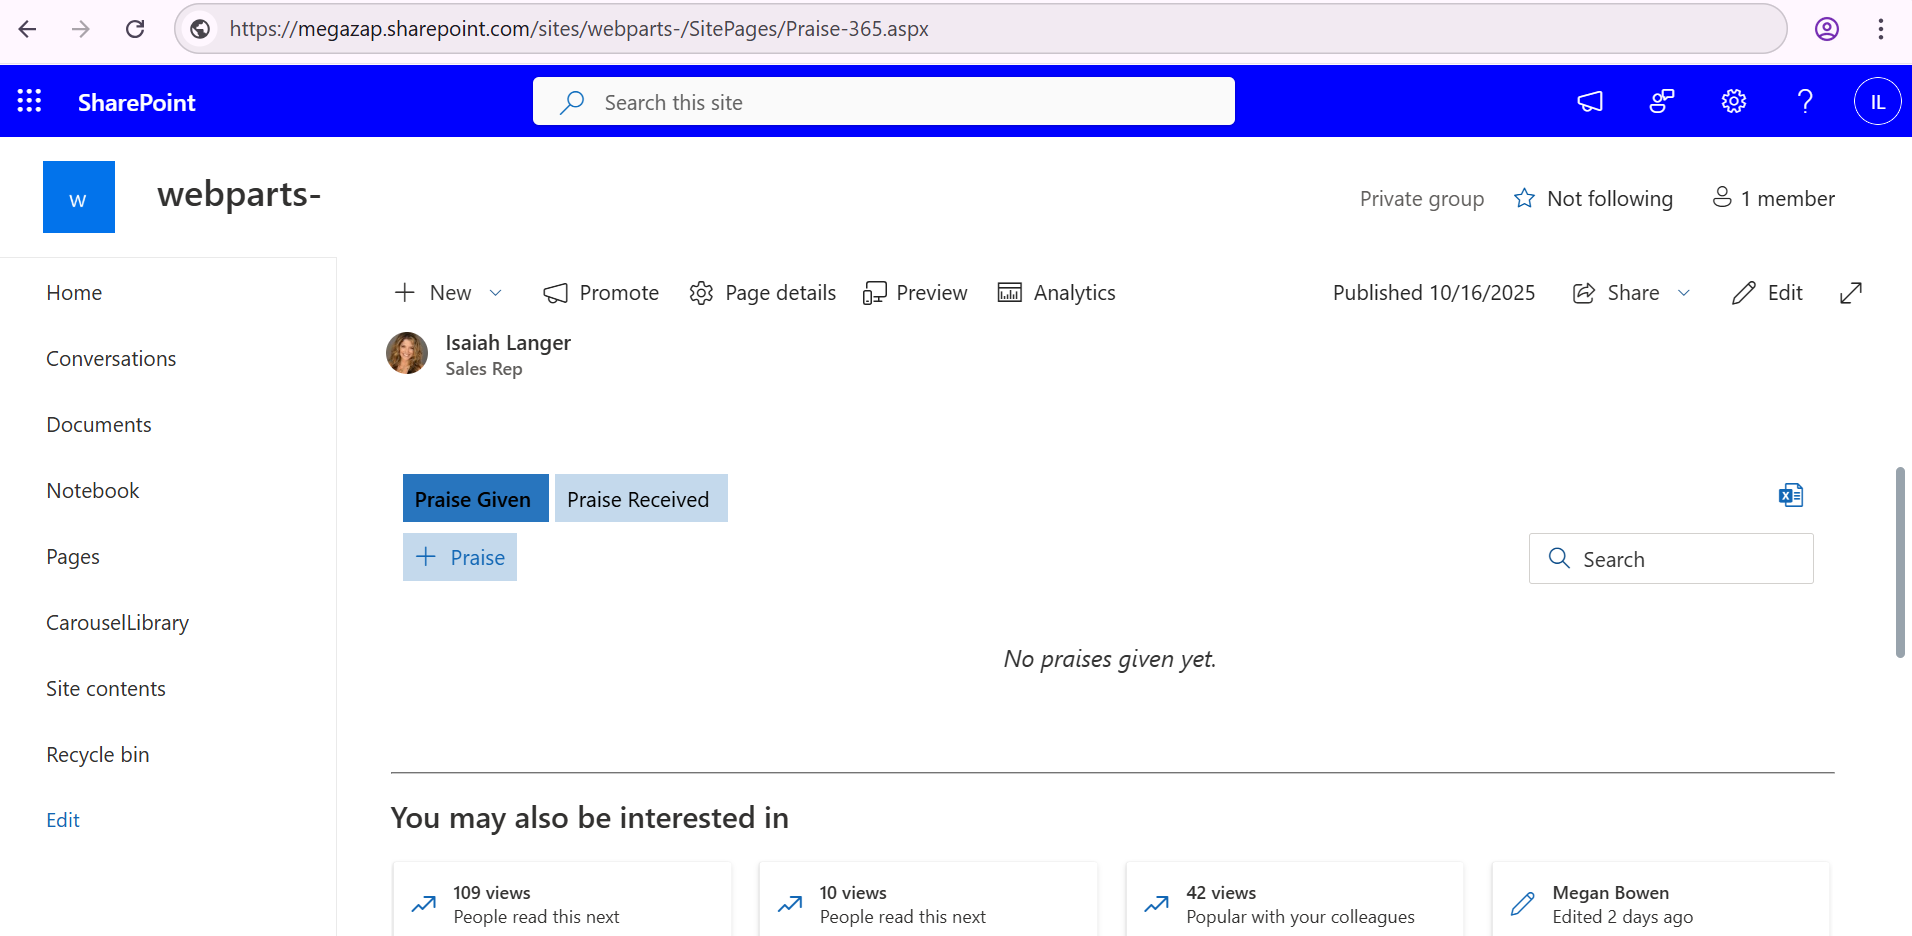 https://megazap.sharepoint.com/sites/webparts-/SitePages/Praise-365.aspx
SharePoint
Search this site
IL
W
webparts-
Private group
Not following
1 member
Home
Conversations
Documents
Notebook
Pages
CarouselLibrary
Site contents
Recycle bin
Edit
New
Promote
Page details
Preview
Analytics
Published 10/16/2025
Share
Edit
Isaiah Langer
Sales Rep
Praise Given
Praise Received
Praise
Search
No praises given yet.
You may also be interested in
109 views
People read this next
10 views
People read this next
42 views
Popular with your colleagues
Megan Bowen
Edited 2 days ago